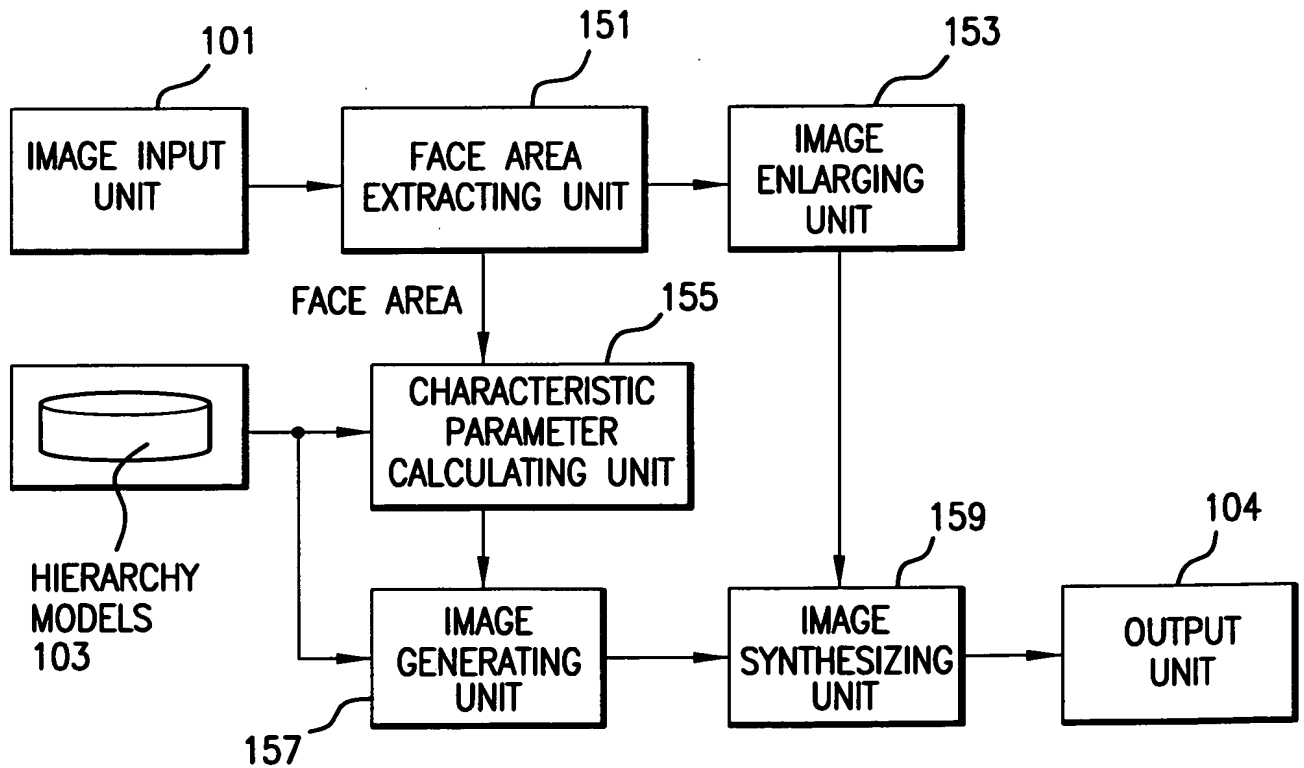 101
151
153
IMAGE INPUT
UNIT
FACE AREA
EXTRACTING UNIT
IMAGE
ENLARGING
UNIT
FACE AREA
155
CHARACTERISTIC
PARAMETER
CALCULATING UNIT
HIERARCHY
MODELS
103
159
104
IMAGE
GENERATING
UNIT
IMAGE
SYNTHESIZING
UNIT
OUTPUT
UNIT
157